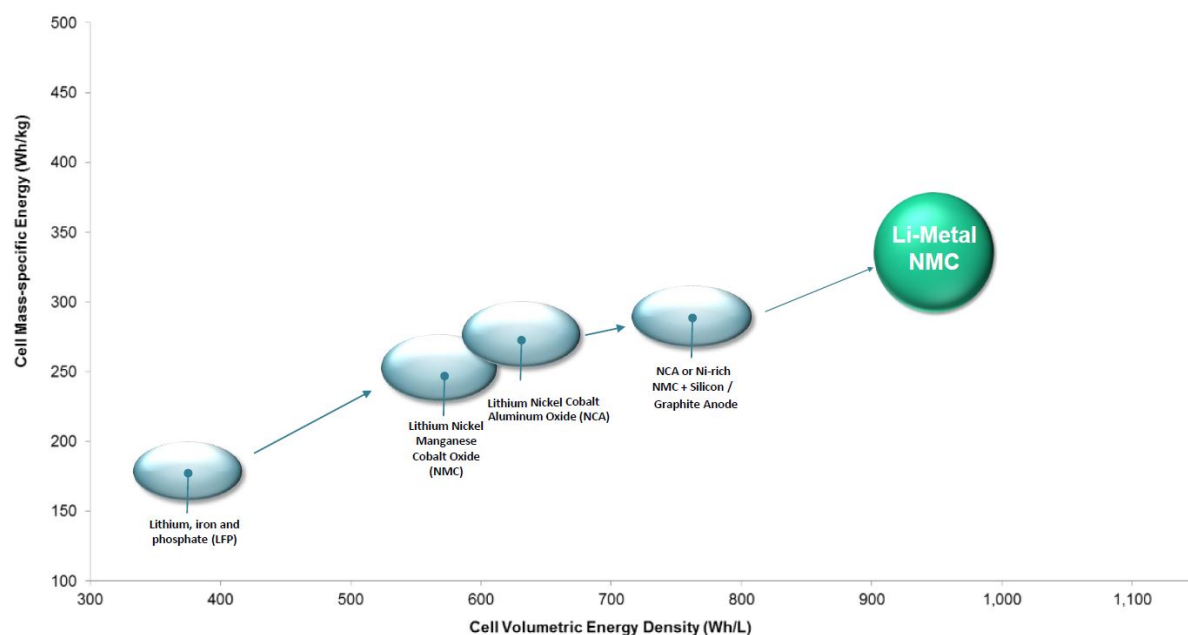 500
450
400
350
300
250
200
150
100
Cell Mass-specific Energy (Wh/kg)
Li-Metal
NMC
NCA or Ni-rich
NMC + Silicon /
Graphite Anode
Lithium Nickel Cobalt
Aluminum Oxide (NCA)
Lithium Nickel
Manganese
Cobalt Oxide
(NMC)
Lithium, iron and
phosphate (LFP)
300 400 500 600 700 800 900 1,000 1,100
Cell Volumetric Energy Density (Wh/L)